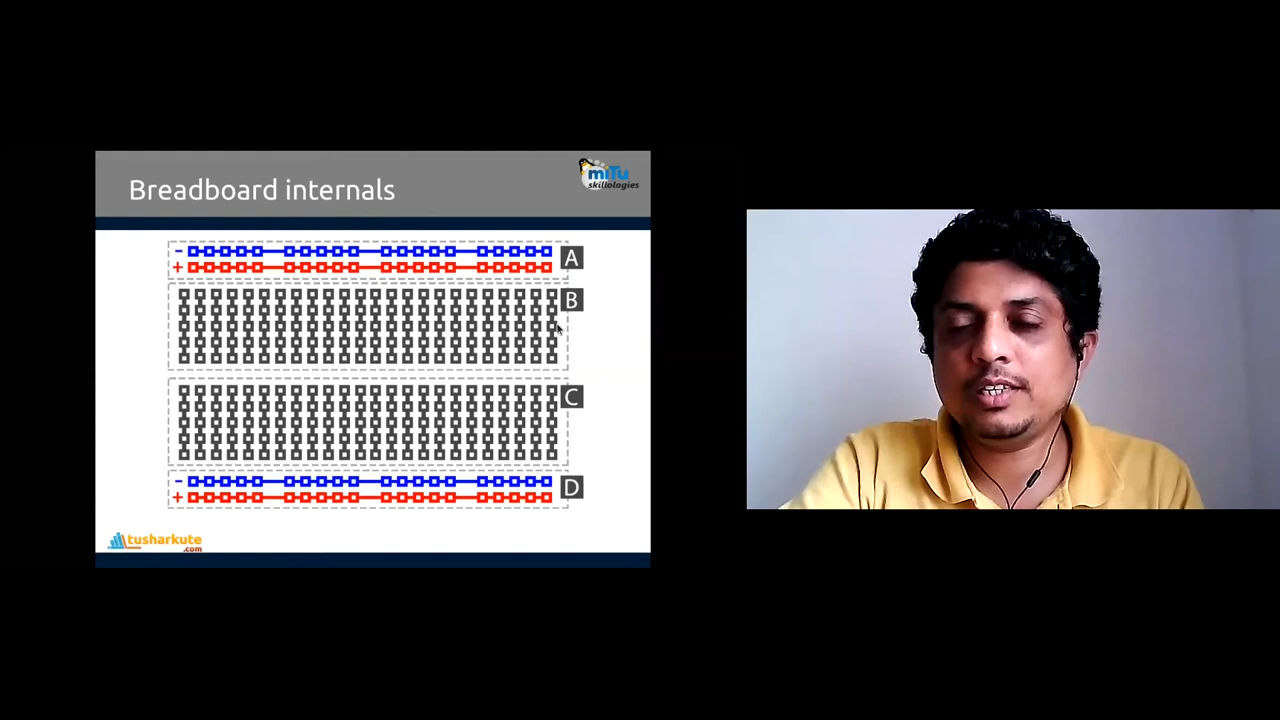 Breadboard internals
miTu
skillologies
- A
+
B
C
- D
+
tusharkute
.com